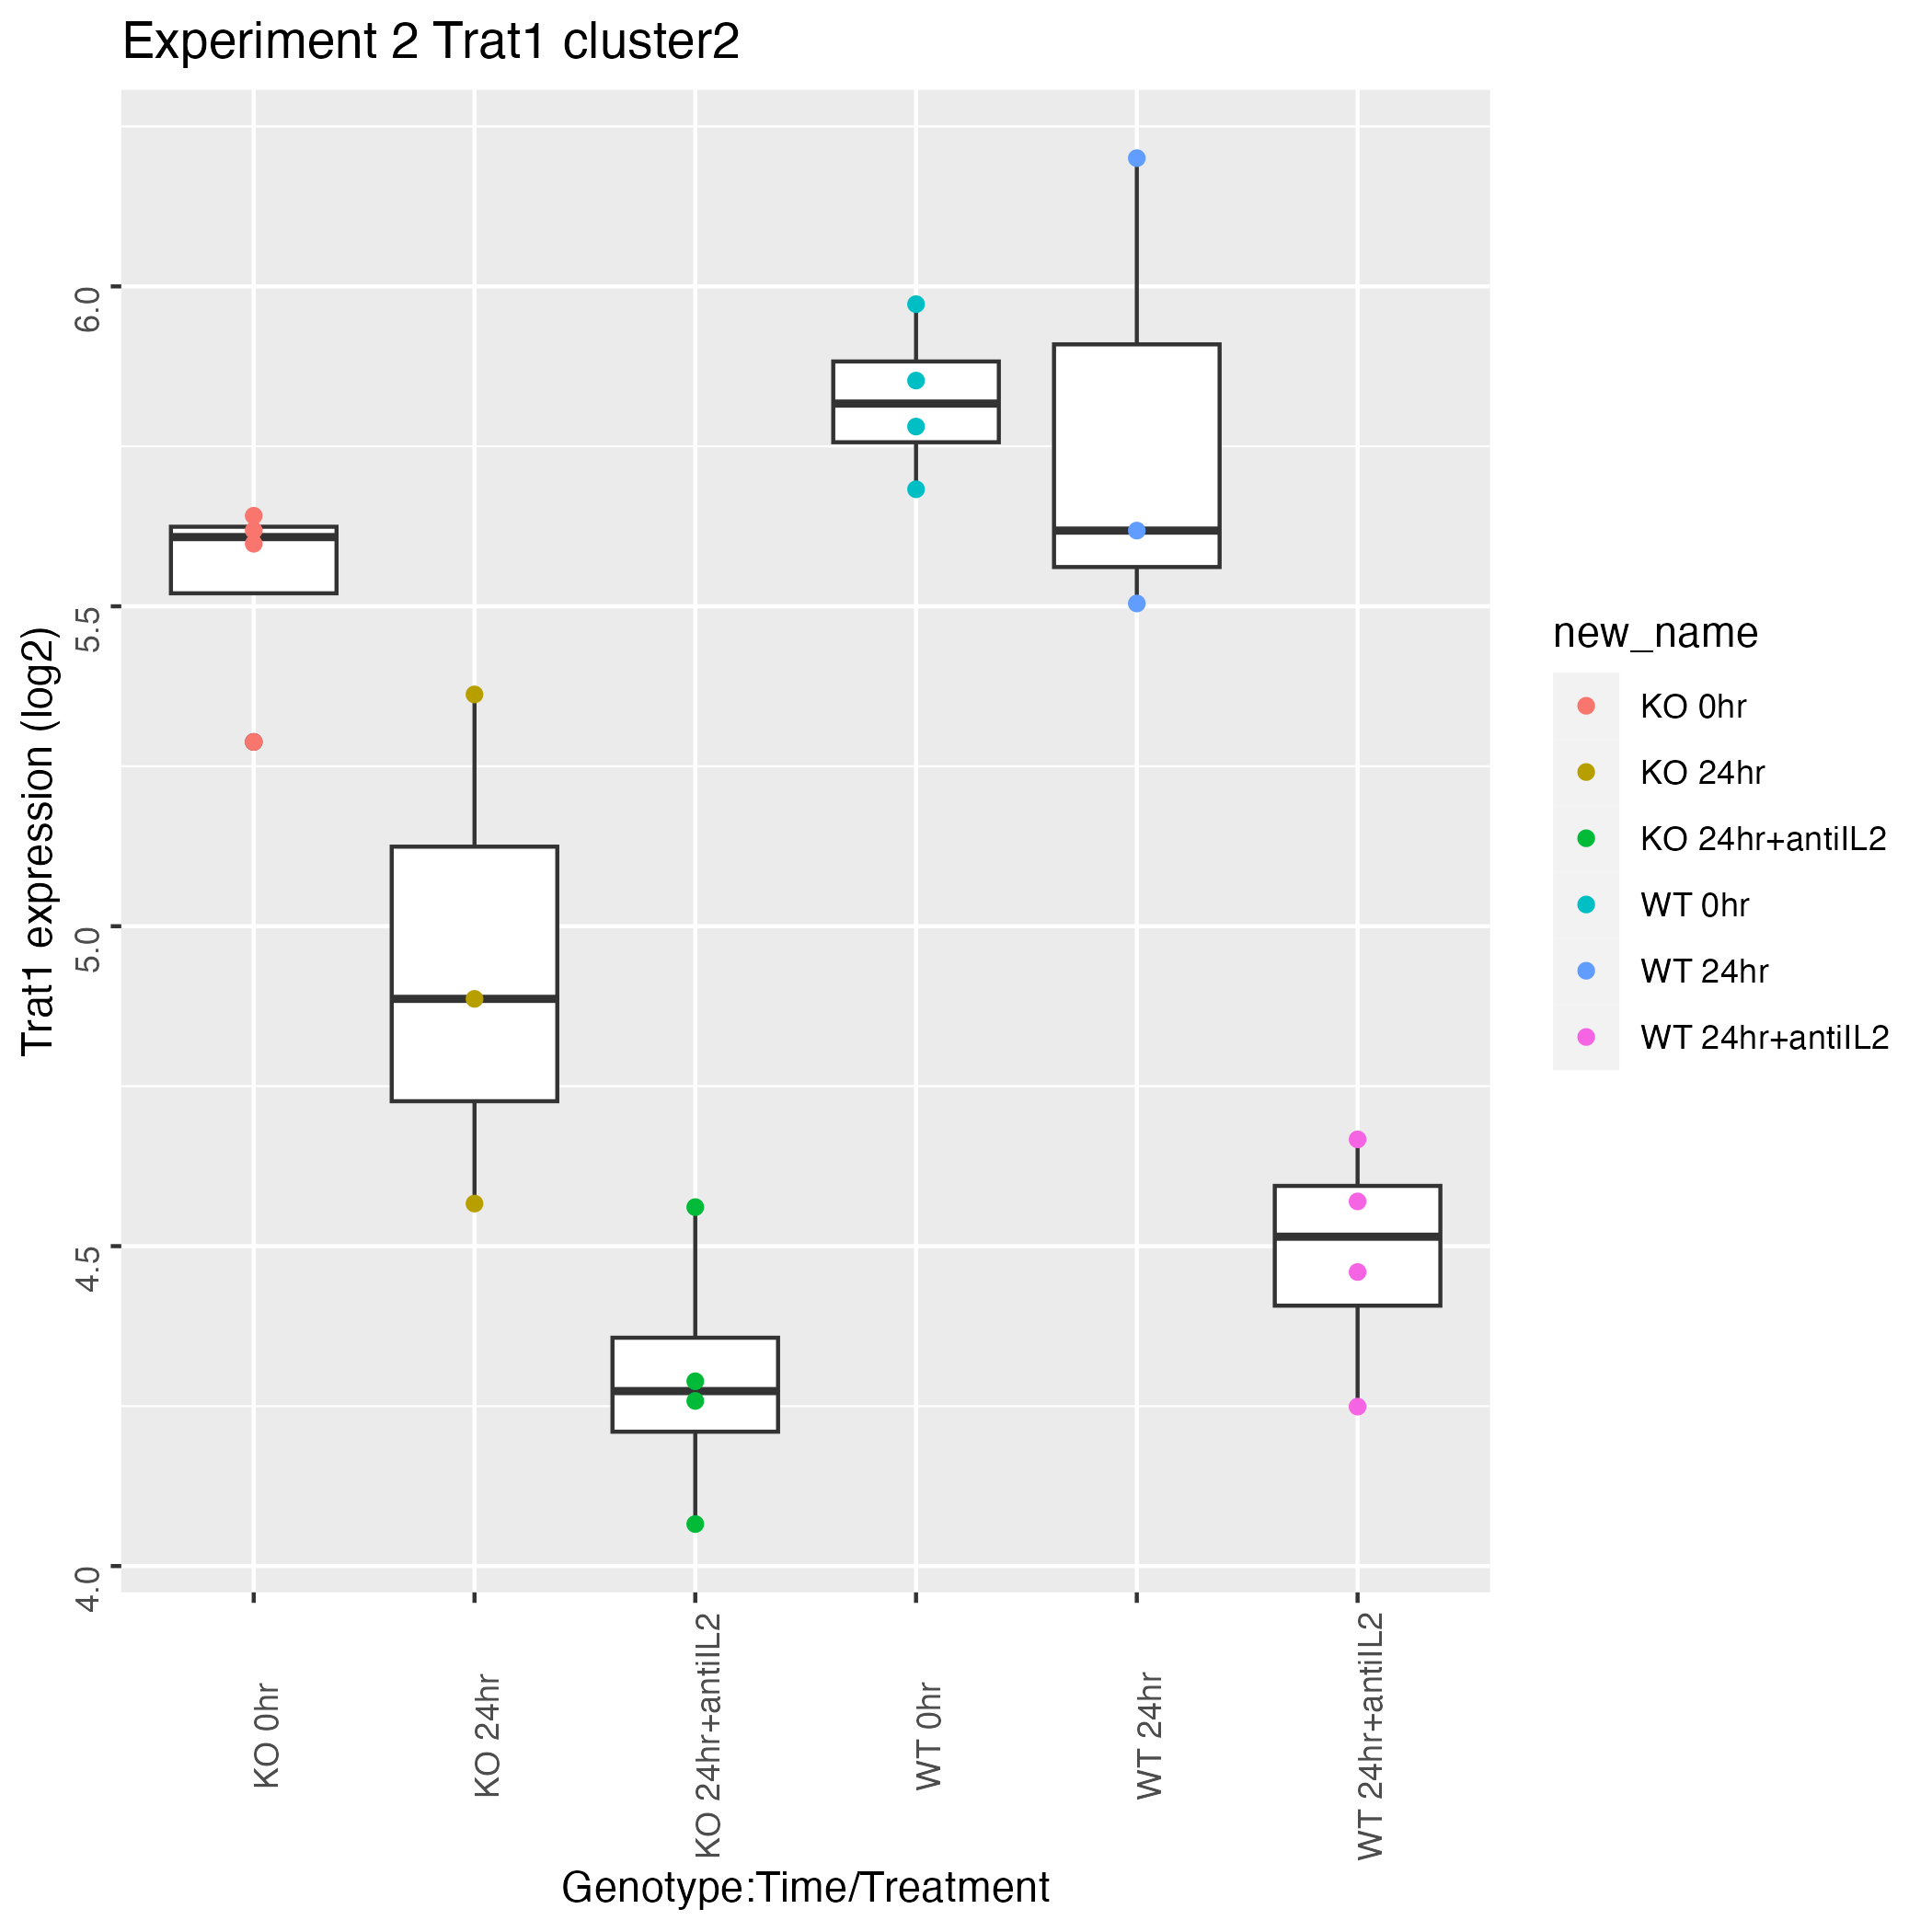 Experiment 2 Trat1 cluster2
Trat1 expression (log2)
6.0
5.5
5.0
4.5
4.0
KO 0hr
KO 24hr
KO 24hr+antiIL2
WT 0hr
WT 24hr
WT 24hr+antiIL2
Genotype:Time/Treatment
new_name
KO 0hr
KO 24hr
KO 24hr+antiIL2
WT 0hr
WT 24hr
WT 24hr+antiIL2